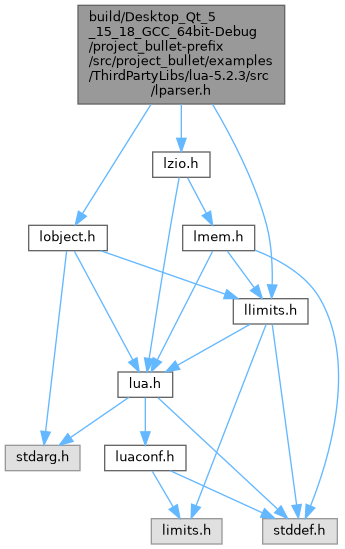 build/Desktop_Qt_5
_15_18_GCC_64bit-Debug
/project_bullet-prefix
/src/project_bullet/examples
/ThirdPartyLibs/lua-5.2.3/src
/lparser.h
lzio.h
lobject.h
lmem.h
llimits.h
lua.h
stdarg.h
luaconf.h
limits.h
stddef.h